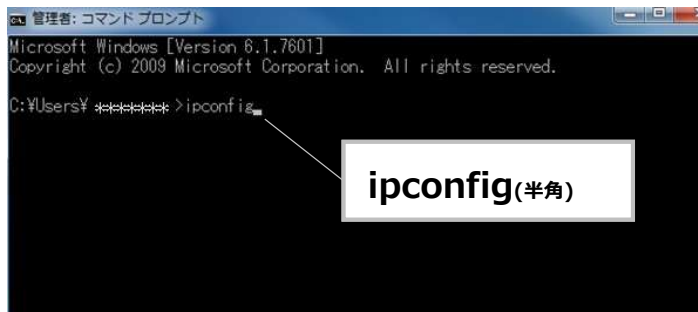 管理者: コマンド プロンプト
Microsoft Windows [Version 6.1.7601]
Copyright (c) 2009 Microsoft Corporation.  All rights reserved.
C:¥Users¥ ******** >ipconfig_
ipconfig(半角)